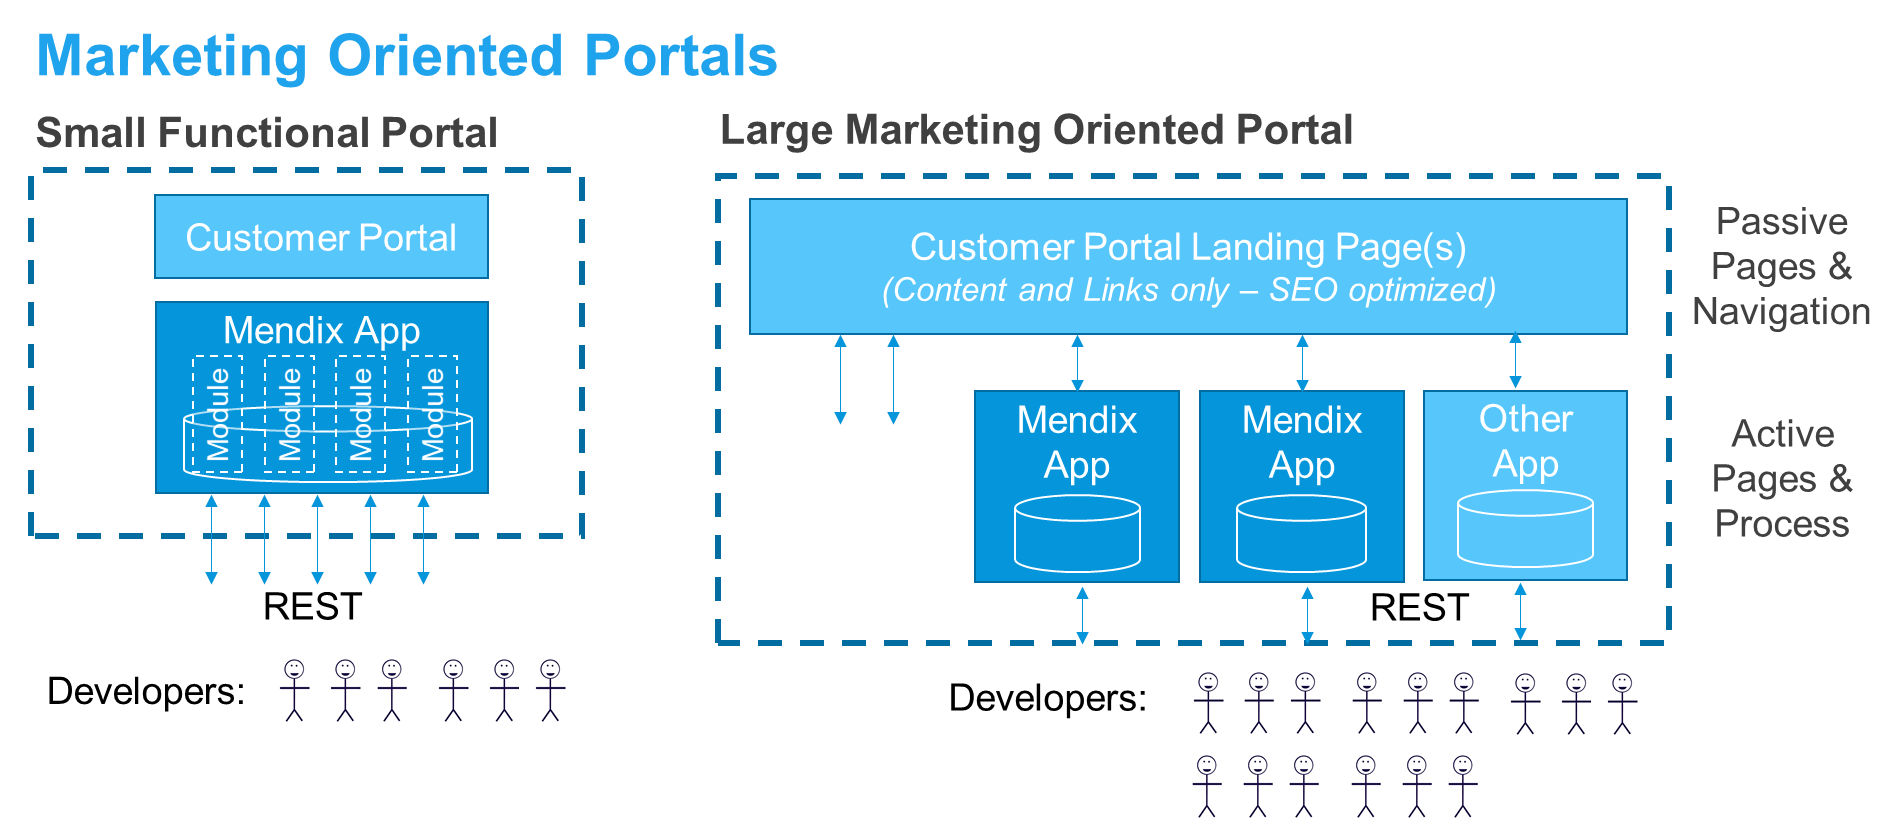 Marketing Oriented Portals
Small Functional Portal
Customer Portal
Mendix App
Module
Module
Module
Module
REST
Developers:
Large Marketing Oriented Portal
Customer Portal Landing Page(s)
(Content and Links only – SEO optimized)
Mendix
App
Mendix
App
Other
App
REST
Developers:
Passive
Pages &
Navigation
Active
Pages &
Process